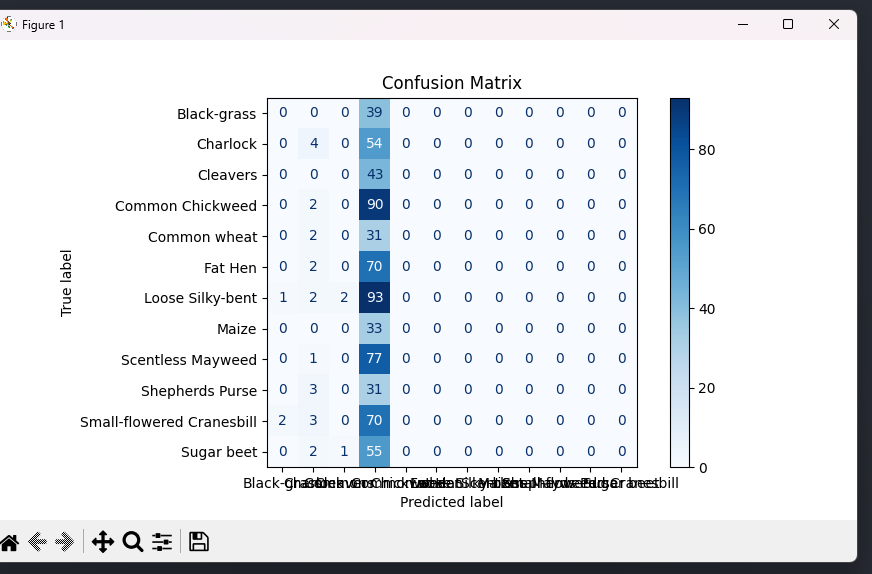 Figure 1
Confusion Matrix
Black-grass 0 0 0 39 0 0 0 0 0 0 0 0
Charlock 0 4 0 54 0 0 0 0 0 0 0 0
Cleavers 0 0 0 43 0 0 0 0 0 0 0 0
Common Chickweed 0 2 0 90 0 0 0 0 0 0 0 0
Common wheat 0 2 0 31 0 0 0 0 0 0 0 0
Fat Hen 0 2 0 70 0 0 0 0 0 0 0 0
Loose Silky-bent 1 2 2 93 0 0 0 0 0 0 0 0
Maize 0 0 0 33 0 0 0 0 0 0 0 0
Scentless Mayweed 0 1 0 77 0 0 0 0 0 0 0 0
Shepherds Purse 0 3 0 31 0 0 0 0 0 0 0 0
Small-flowered Cranesbill 2 3 0 70 0 0 0 0 0 0 0 0
Sugar beet 0 2 1 55 0 0 0 0 0 0 0 0
True label
Predicted label
80
60
40
20
0